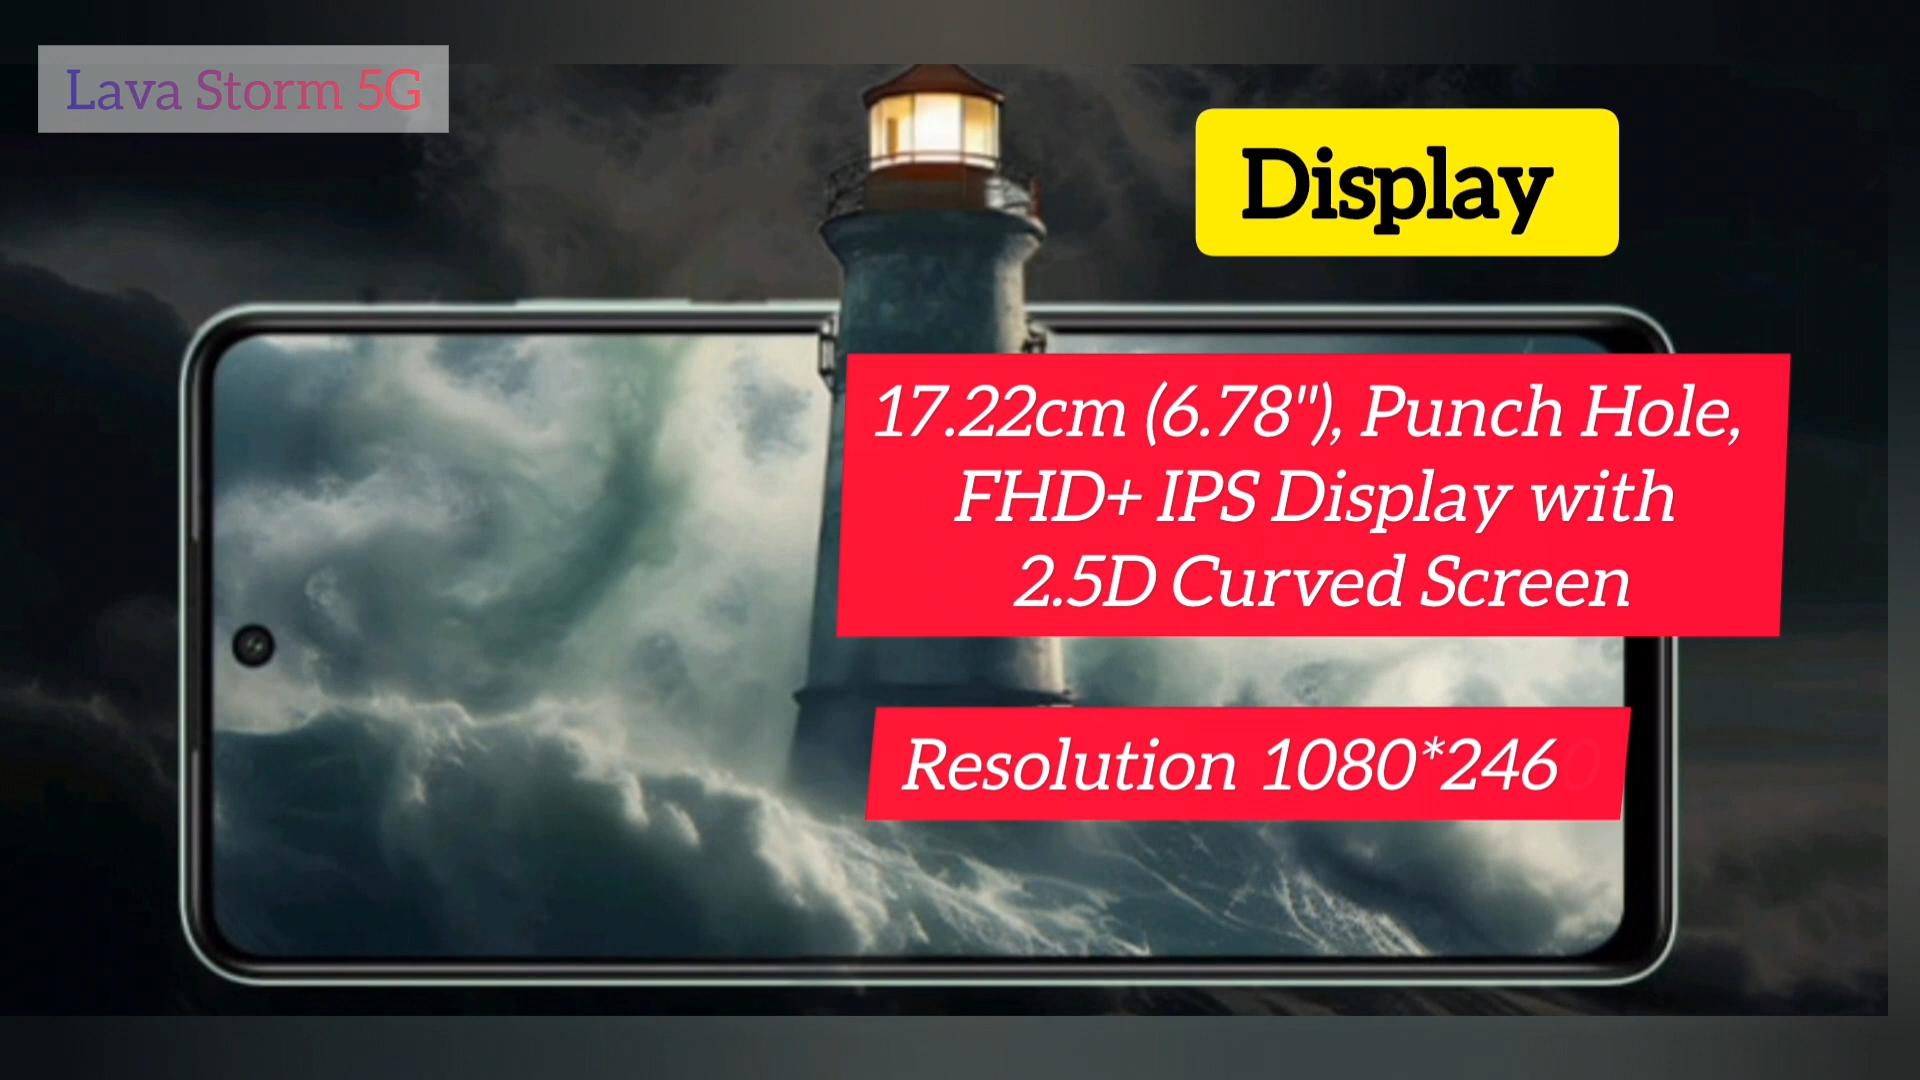 Lava Storm 5G
Display
17.22cm (6.78"), Punch Hole,
FHD+ IPS Display with
2.5D Curved Screen
Resolution 1080*2460